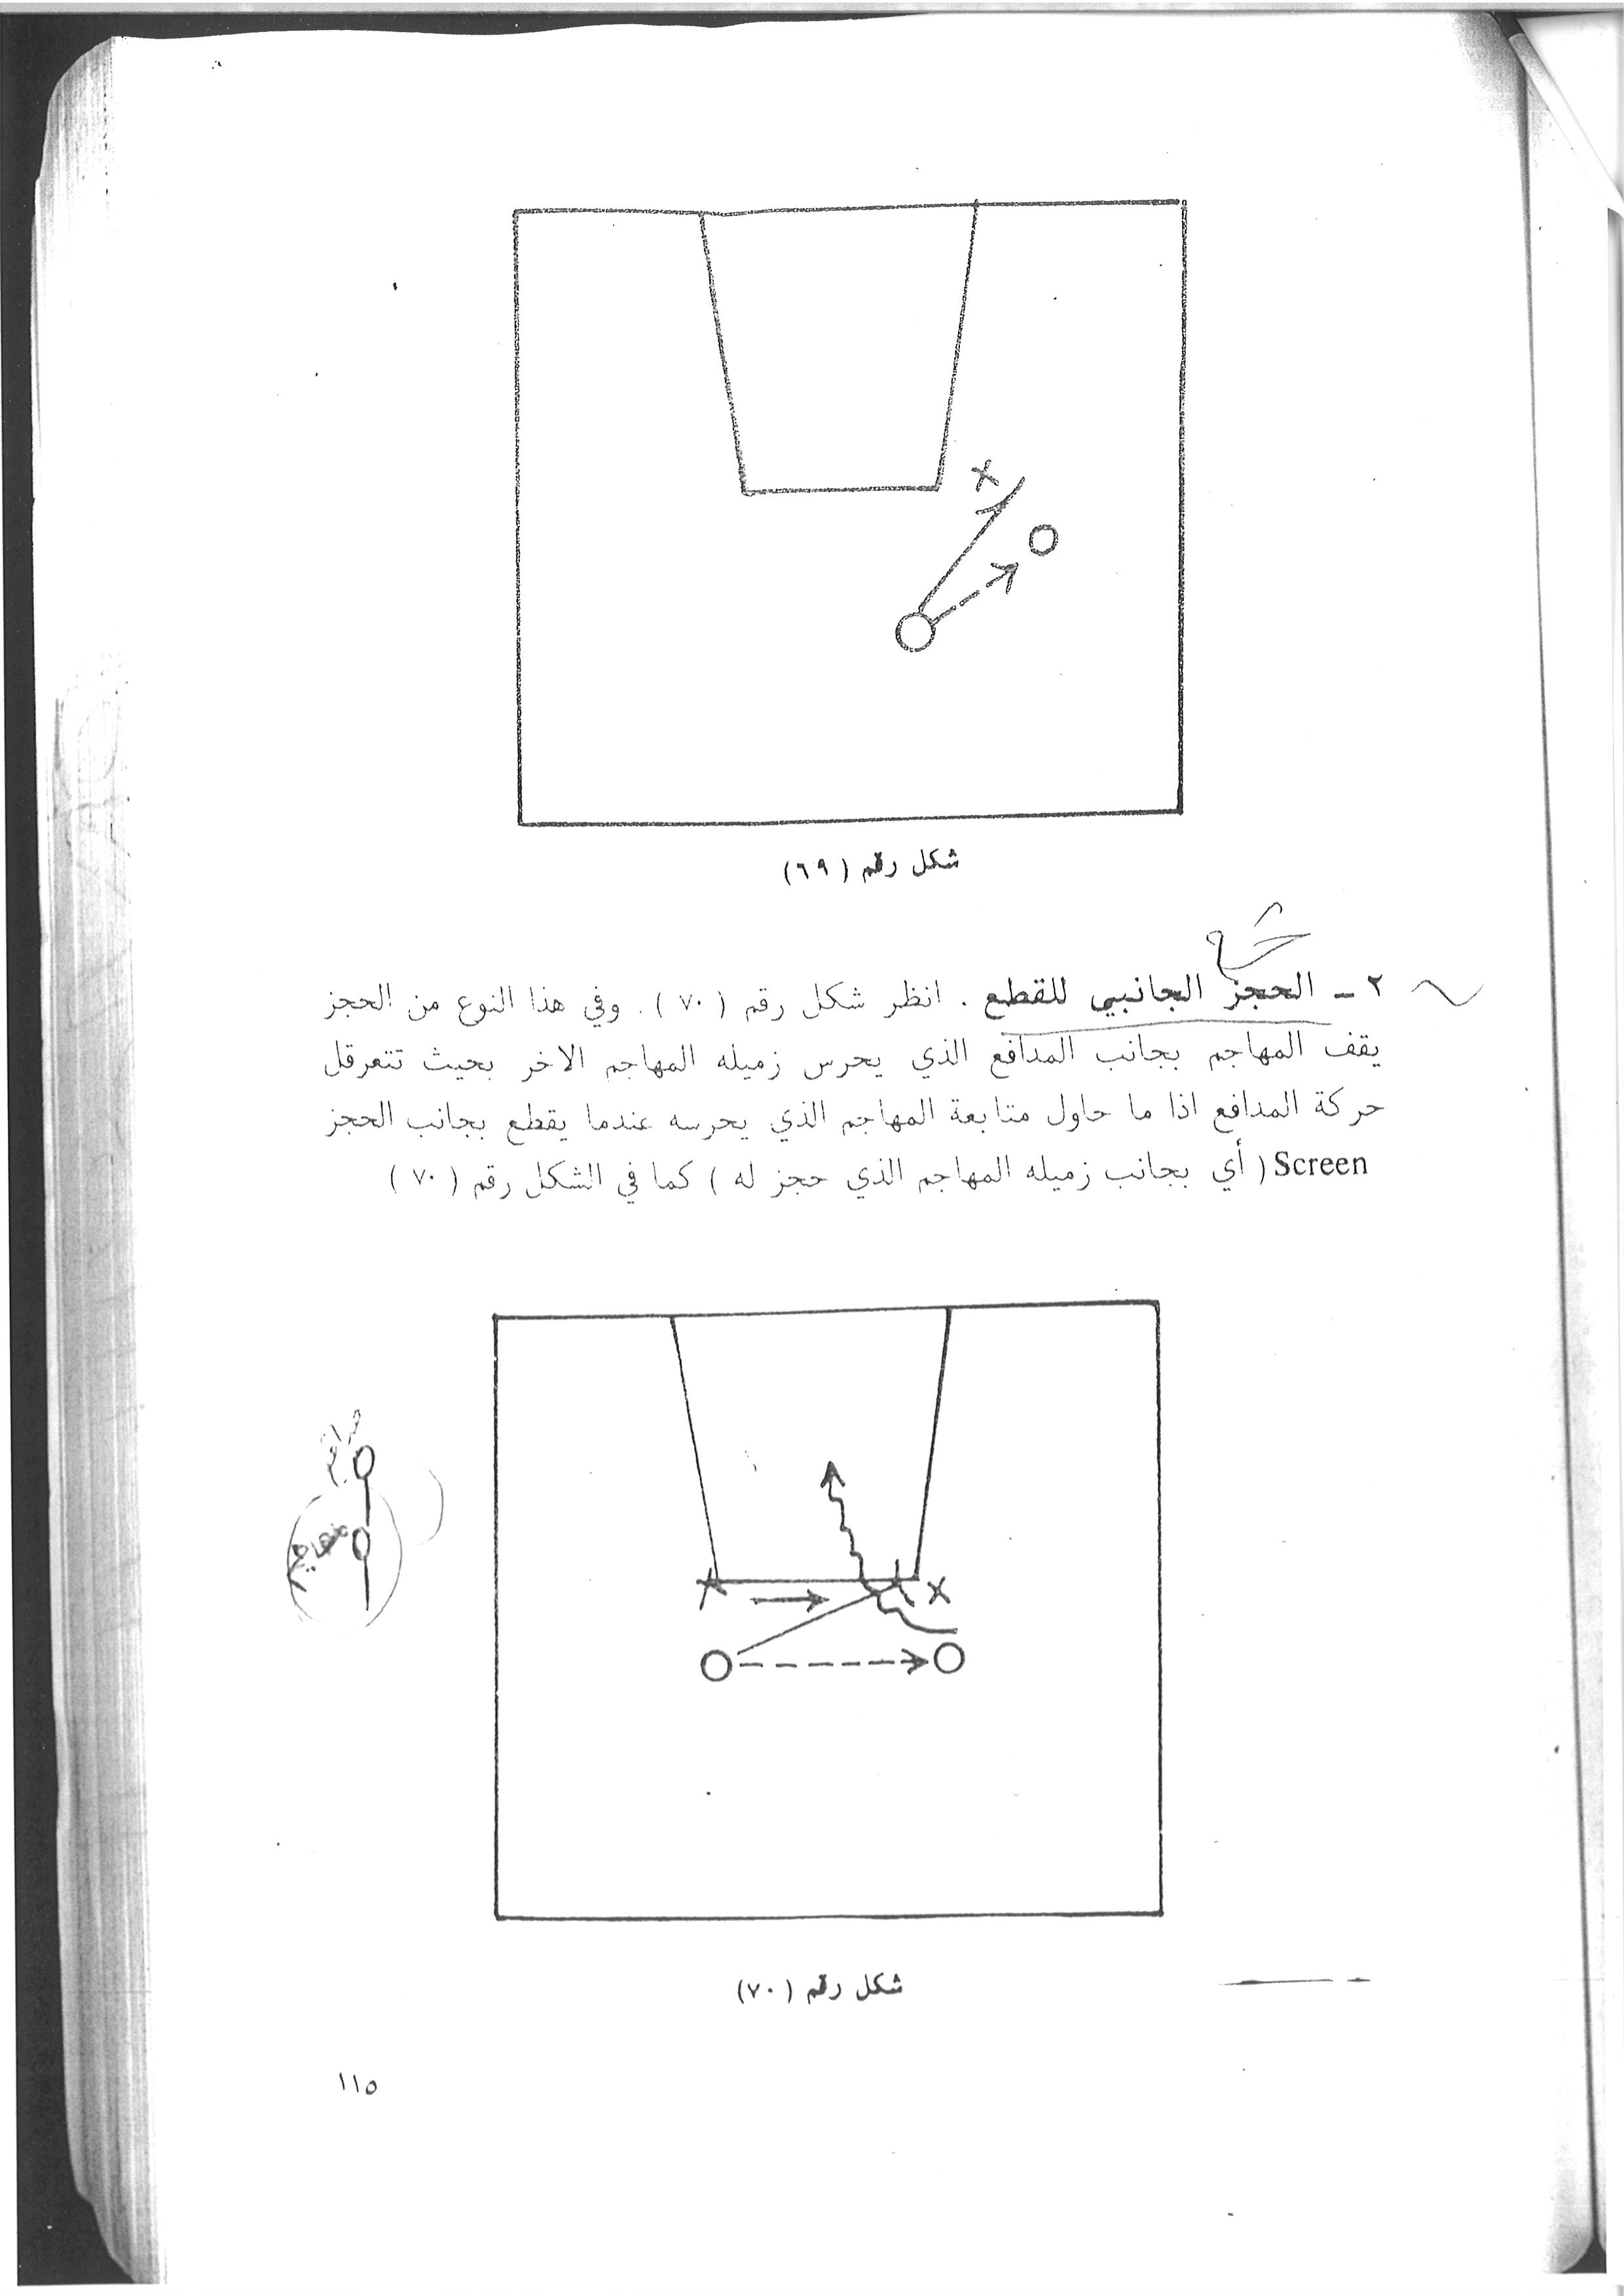 شكل رقم (٦٩)
٢ - الحجز الجانبي للقطع . انظر شكل رقم ( ٧٠ ) . وفي هذا النوع من الحجز
يقف المهاجم بجانب المدافع الذي يحرس زميله المهاجم الاخر بحيث تتعرقل
حركة المدافع اذا ما حاول متابعة المهاجم الذي يحرسه عندما يقطع بجانب الحجز
Screen ( أي بجانب زميله المهاجم الذي حجز له ) كما في الشكل رقم ( ٧٠ )
مهاجم
شكل رقم (٧٠)
١١٥